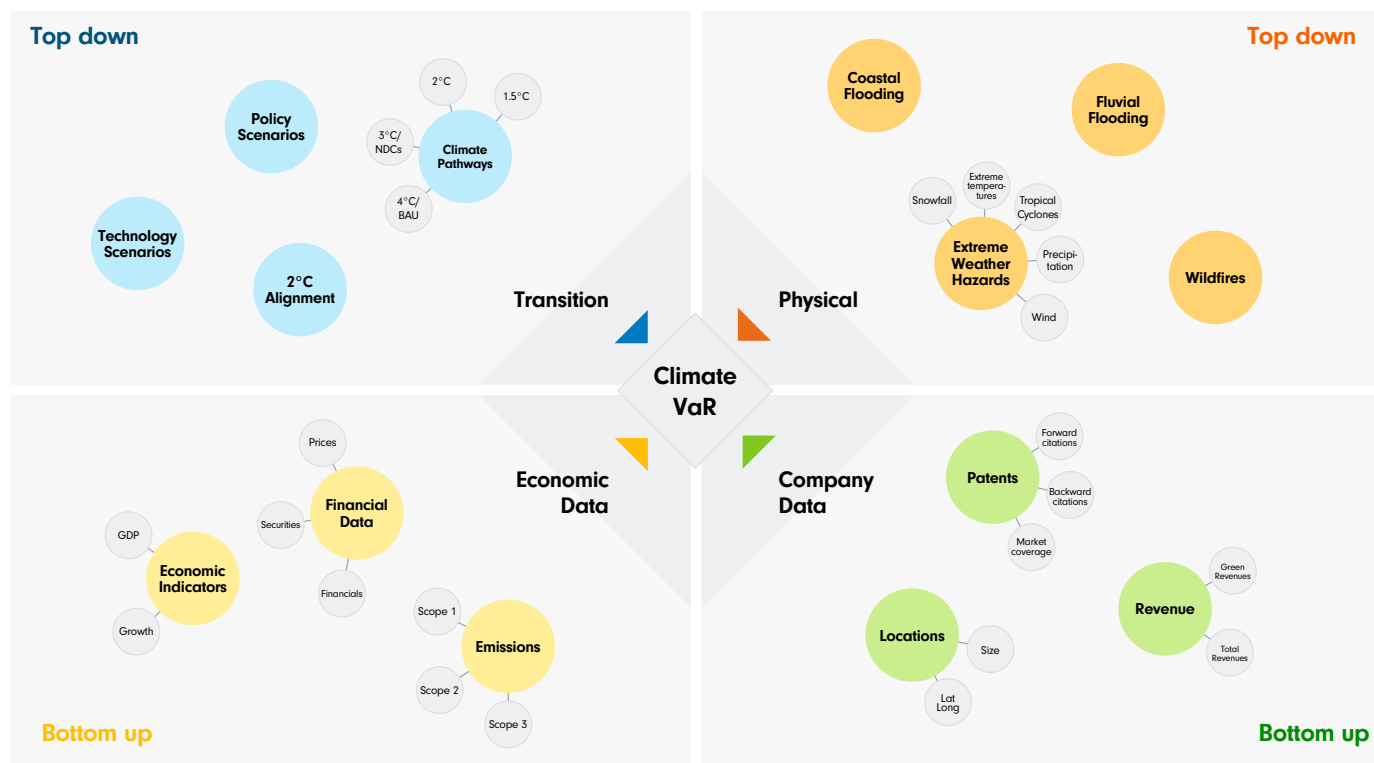 Top down
Policy
Scenarios
Technology
Scenarios
2°C
Alignment
Climate
Pathways
2°C
1.5°C
3°C/
NDCs
4°C/
BAU
Transition
Top down
Coastal
Flooding
Fluvial
Flooding
Extreme
Weather
Hazards
Snowfall
Extreme
tempera-
tures
Tropical
Cyclones
Precipi-
tation
Wind
Wildfires
Physical
Climate
VaR
Economic
Data
Prices
Financial
Data
Securities
Financials
GDP
Economic
Indicators
Growth
Scope 1
Emissions
Scope 2
Scope 3
Bottom up
Company
Data
Patents
Forward
citations
Backward
citations
Market
coverage
Revenue
Green
Revenues
Total
Revenues
Locations
Size
Lat
Long
Bottom up